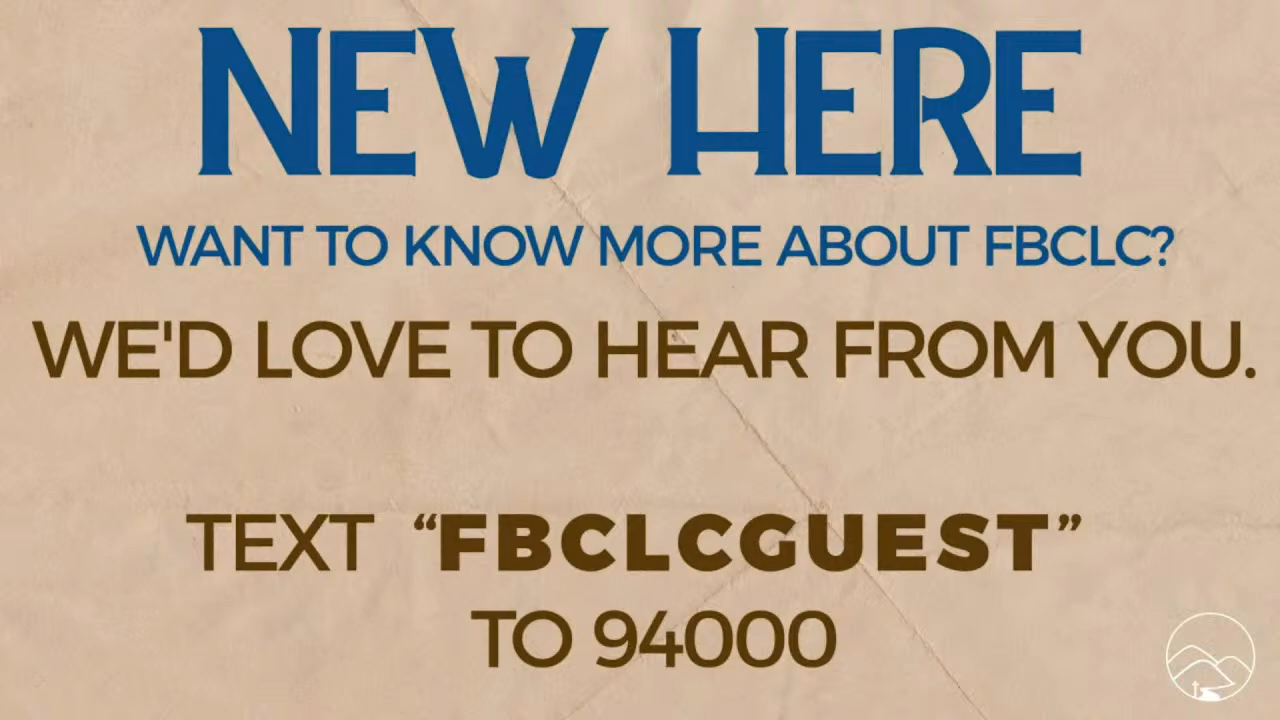 NEW HERE
WANT TO KNOW MORE ABOUT FBCLC?
WE'D LOVE TO HEAR FROM YOU.
TEXT “FBCLCGUEST”
TO 94000